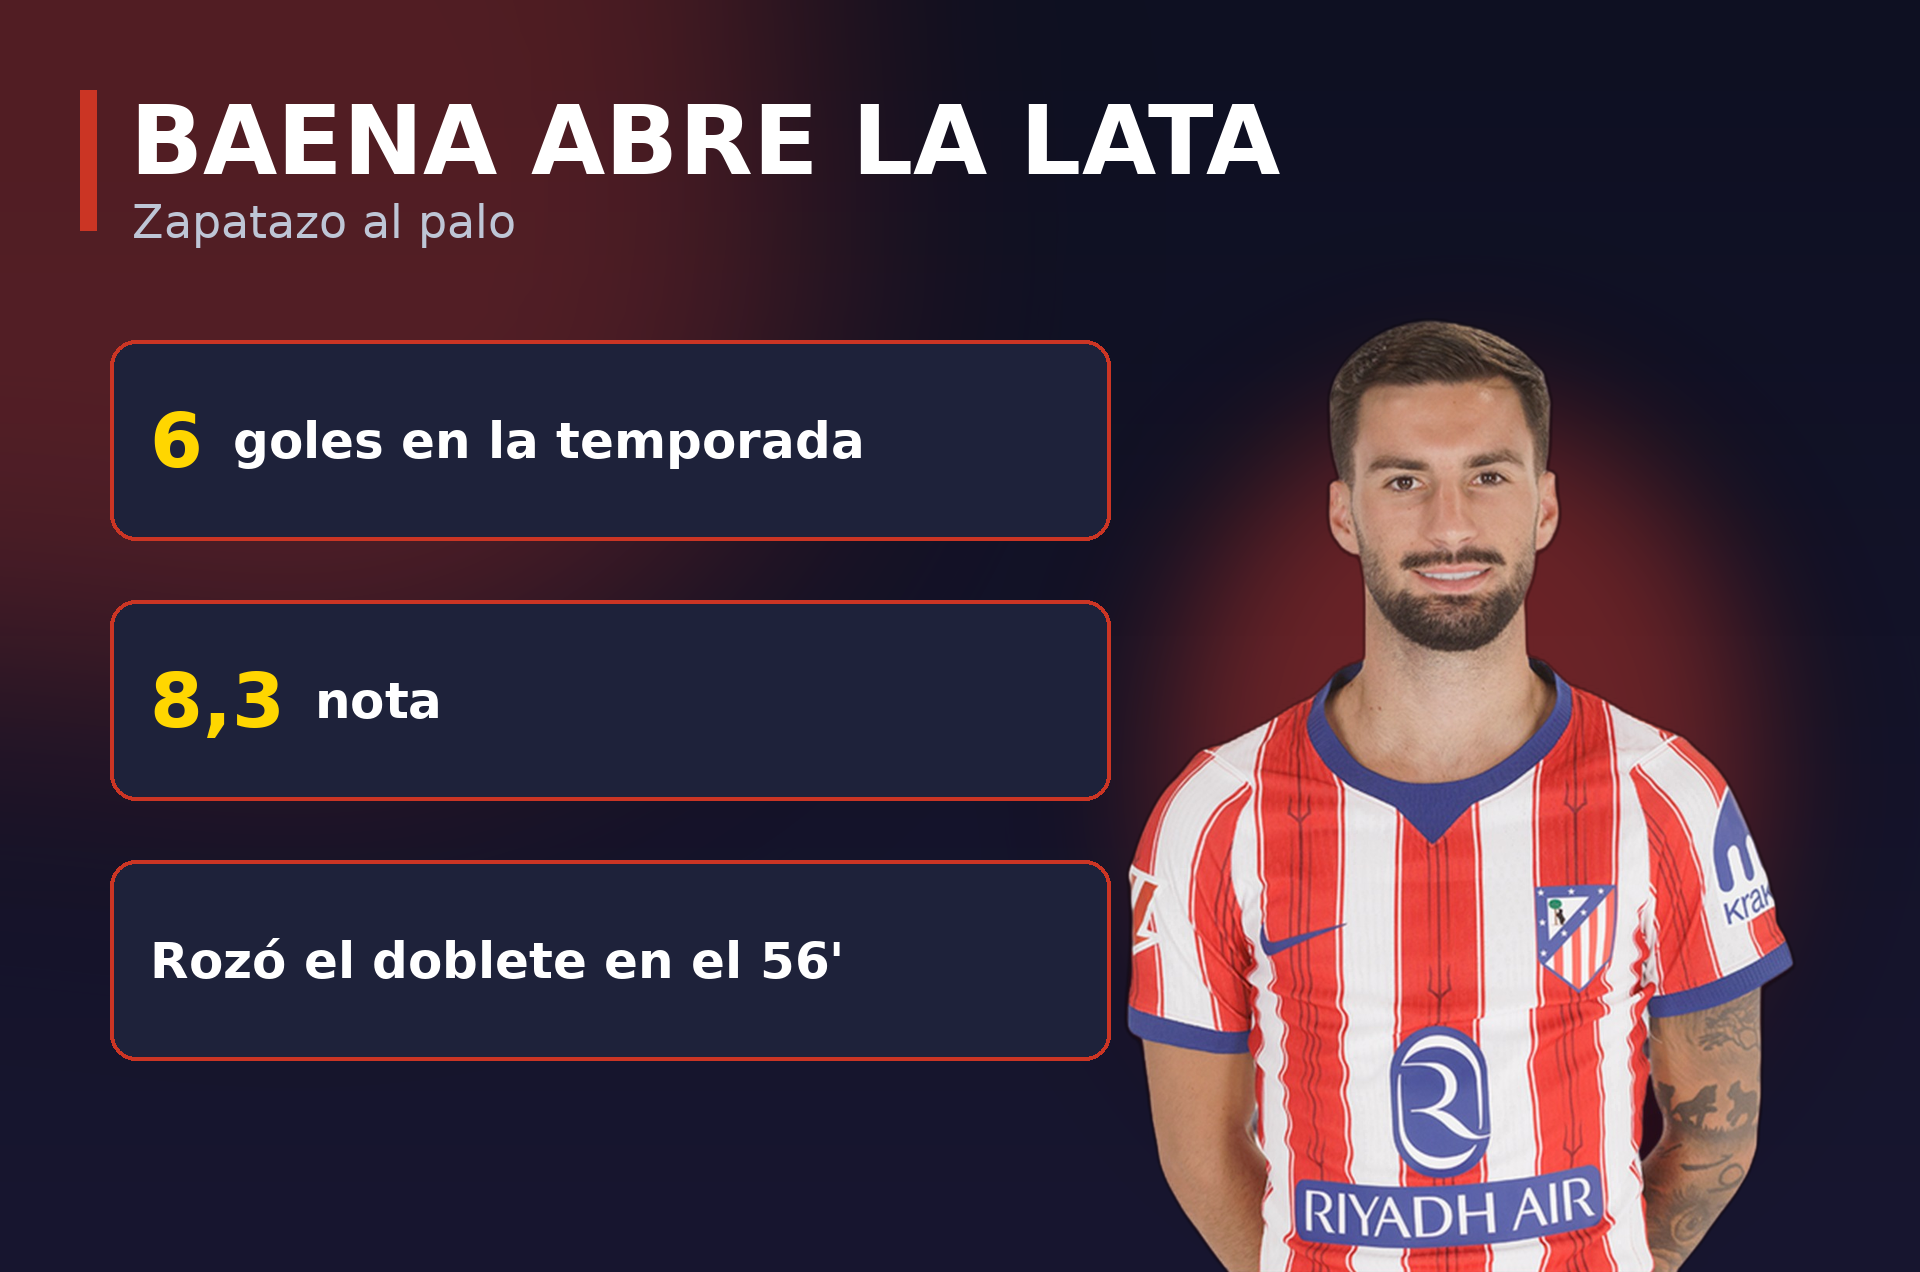 BAENA ABRE LA LATA
Zapatazo al palo
6 goles en la temporada
8,3 nota
Rozó el doblete en el 56'
krak
RIYADH AIR